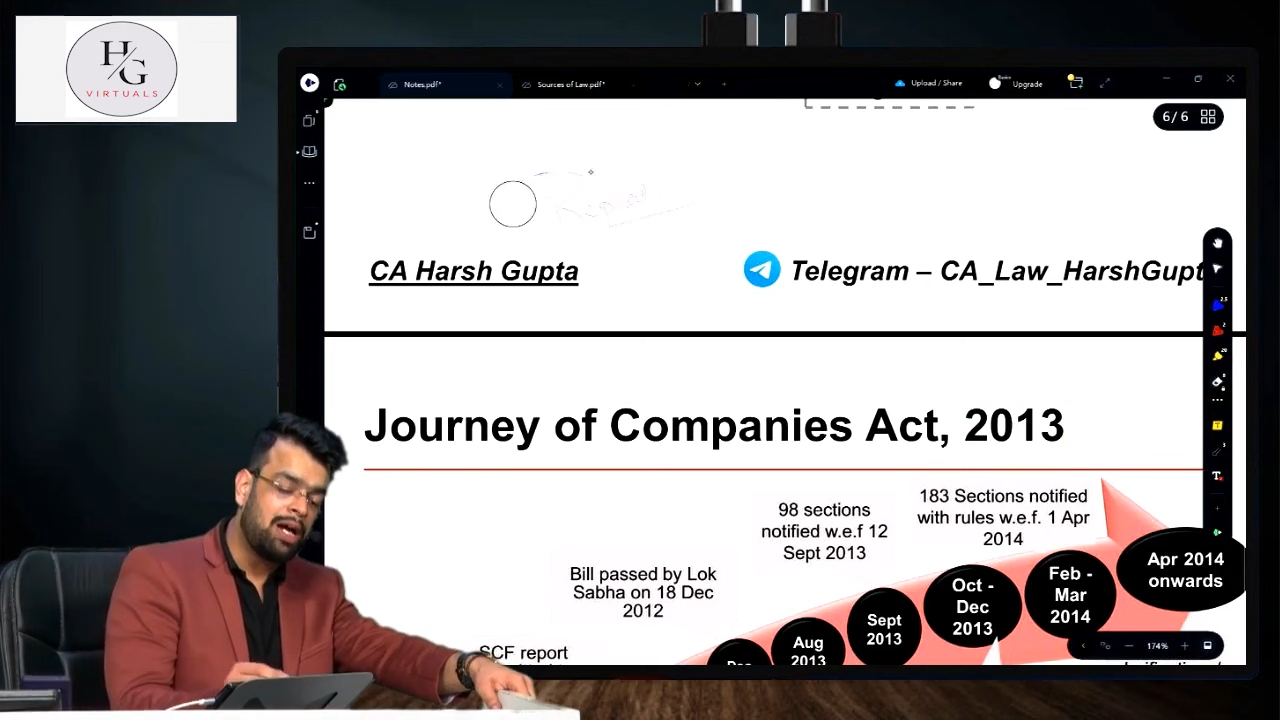 H/G
VIRTUALS
Notes.pdf*
Sources of Law.pdf*
Upload / Share
Basics
Upgrade
6/6
CA Harsh Gupta
Telegram – CA_Law_HarshGupt
Journey of Companies Act, 2013
183 Sections notified
with rules w.e.f. 1 Apr
2014
98 sections
notified w.e.f 12
Sept 2013
Bill passed by Lok
Sabha on 18 Dec
2012
SCF report
Aug
2013
Sept
2013
Oct -
Dec
2013
Feb -
Mar
2014
Apr 2014
onwards
174%